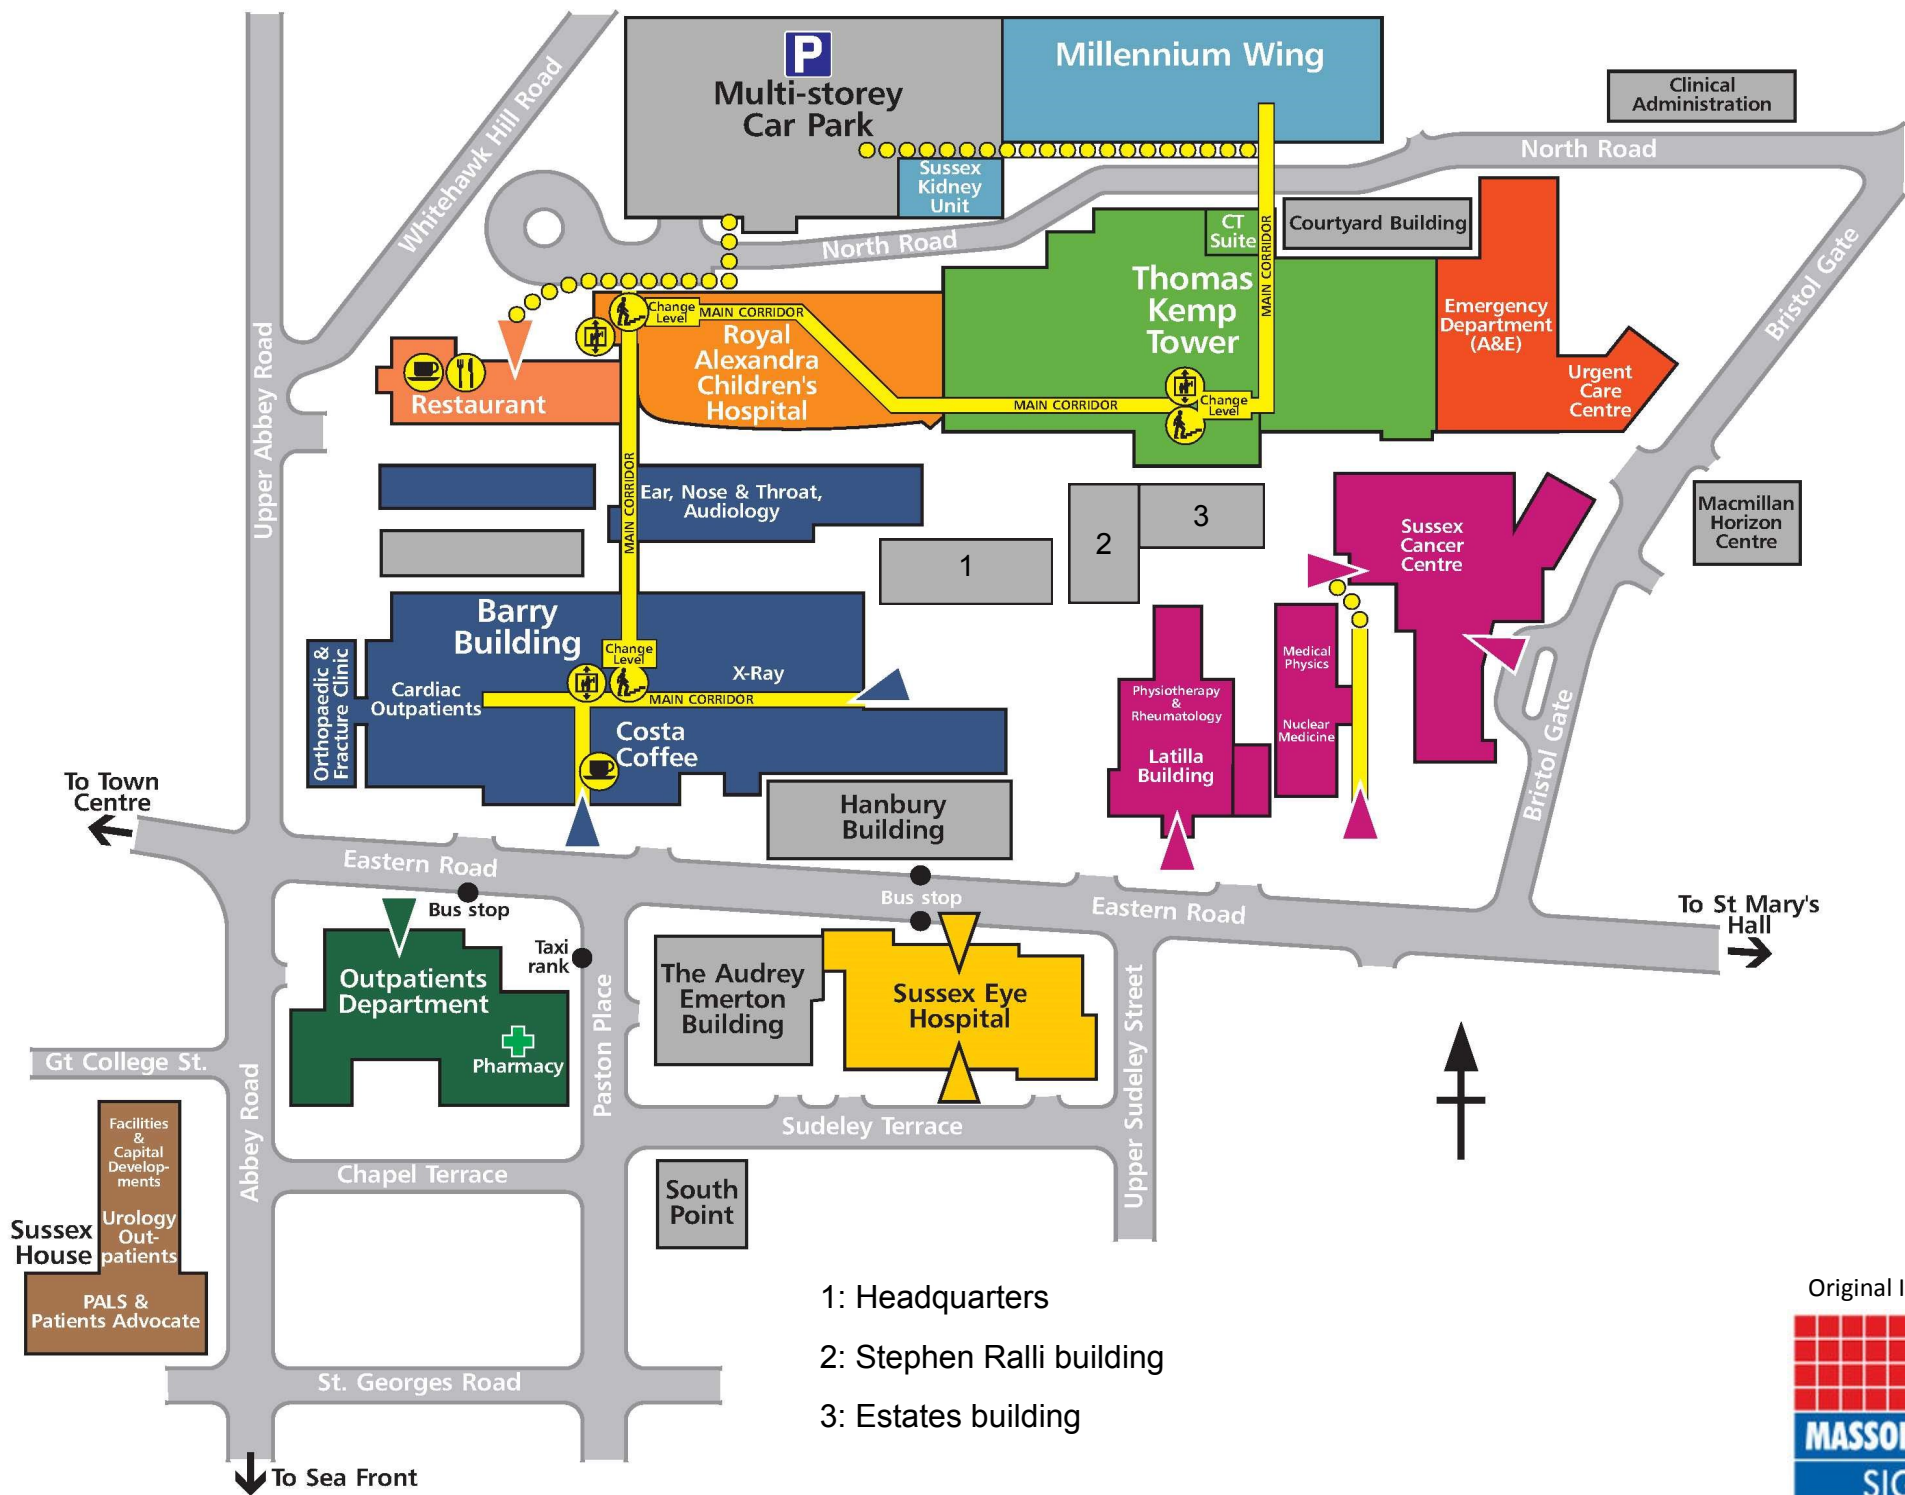 Millennium Wing
P
Multi-storey
Car Park
Clinical
Administration
Whitehawk Hill Road
North Road
Sussex
Kidney
Unit
CT
Suite
Courtyard Building
North Road
MAIN CORRIDOR
Bristol Gate
Thomas
Kemp
Tower
Emergency
Department
(A&E)
Change
Level
MAIN CORRIDOR
Royal
Alexandra
Children's
Hospital
Urgent
Care
Centre
Upper Abbey Road
Restaurant
MAIN CORRIDOR
Change
Level
MAIN CORRIDOR
Ear, Nose & Throat,
Audiology
Macmillan
Horizon
Centre
3
2
1
Sussex
Cancer
Centre
Barry
Building
Change
Level
X-Ray
MAIN CORRIDOR
Orthopaedic &
Fracture Clinic
Cardiac
Outpatients
Costa
Coffee
Medical
Physics
Nuclear
Medicine
Physiotherapy
&
Rheumatology
Latilla
Building
Bristol Gate
To Town
Centre
Hanbury
Building
Eastern Road
Bus stop
Bus stop
Eastern Road
To St Mary's
Hall
Taxi
rank
Outpatients
Department
Pharmacy
Paston Place
The Audrey
Emerton
Building
Sussex Eye
Hospital
Upper Sudeley Street
Gt College St.
Abbey Road
Sudeley Terrace
Chapel Terrace
South
Point
Facilities
&
Capital
Develop-
ments
Sussex
House
Urology
Out-
patients
PALS &
Patients Advocate
St. Georges Road
To Sea Front
1: Headquarters
2: Stephen Ralli building
3: Estates building
Original